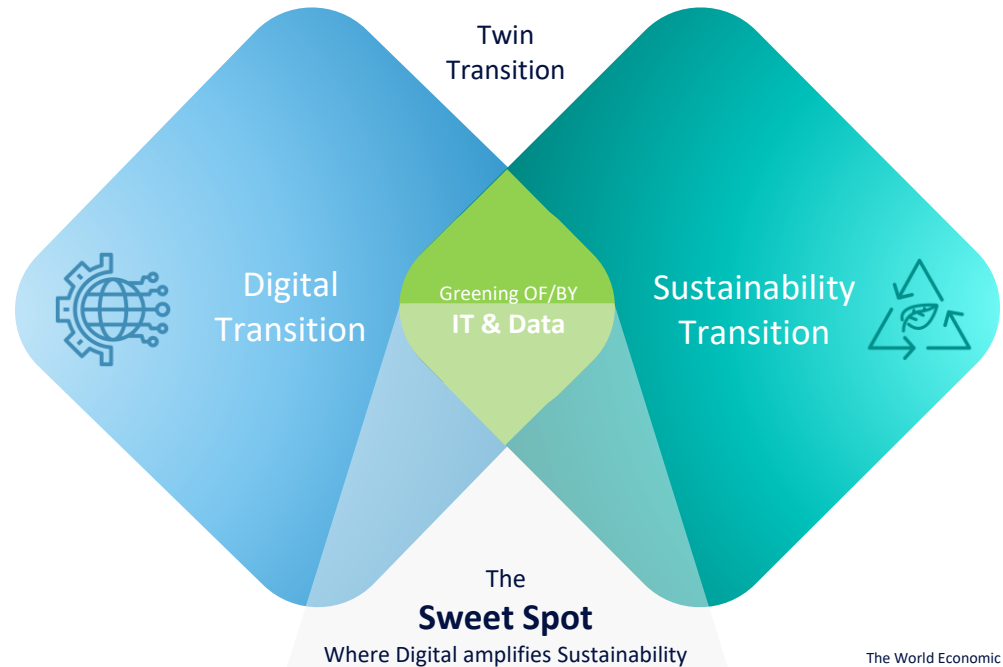 Twin
Transition
Digital
Transition
Greening OF/BY
IT & Data
Sustainability
Transition
The
Sweet Spot
Where Digital amplifies Sustainability
The World Economic